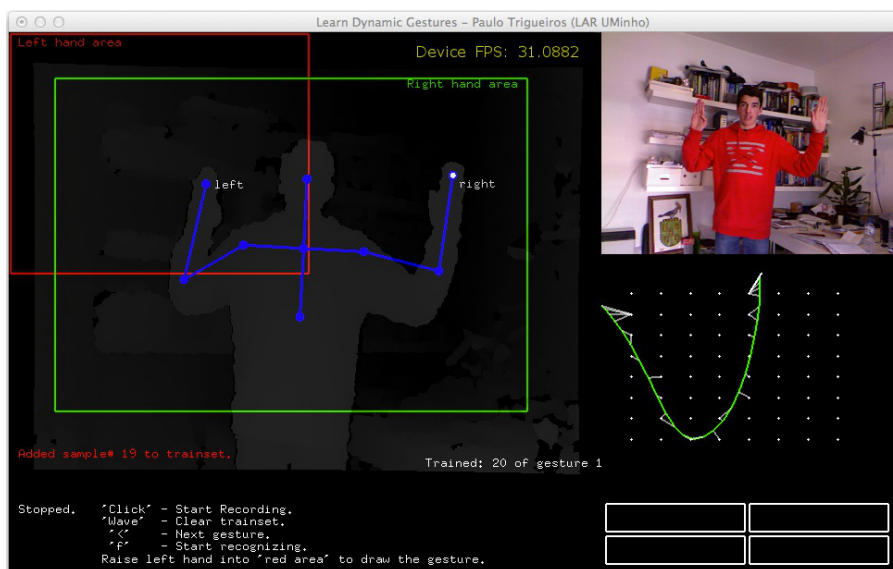 Learn Dynamic Gestures - Paulo Trigueiros (LAR UMinho)
Left hand area
Device FPS: 31.0882
Right hand area
left
right
Added sample# 19 to trainset.
Trained: 20 of gesture 1
Stopped. "Click" - Start Recording.
"Wave" - Clear trainset.
"<" - Next gesture.
"f" - Start recognizing.
Raise left hand into "red area" to draw the gesture.